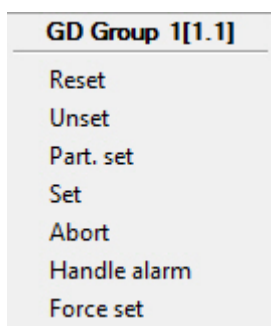 GD Group 1[1.1]
Reset
Unset
Part. set
Set
Abort
Handle alarm
Force set